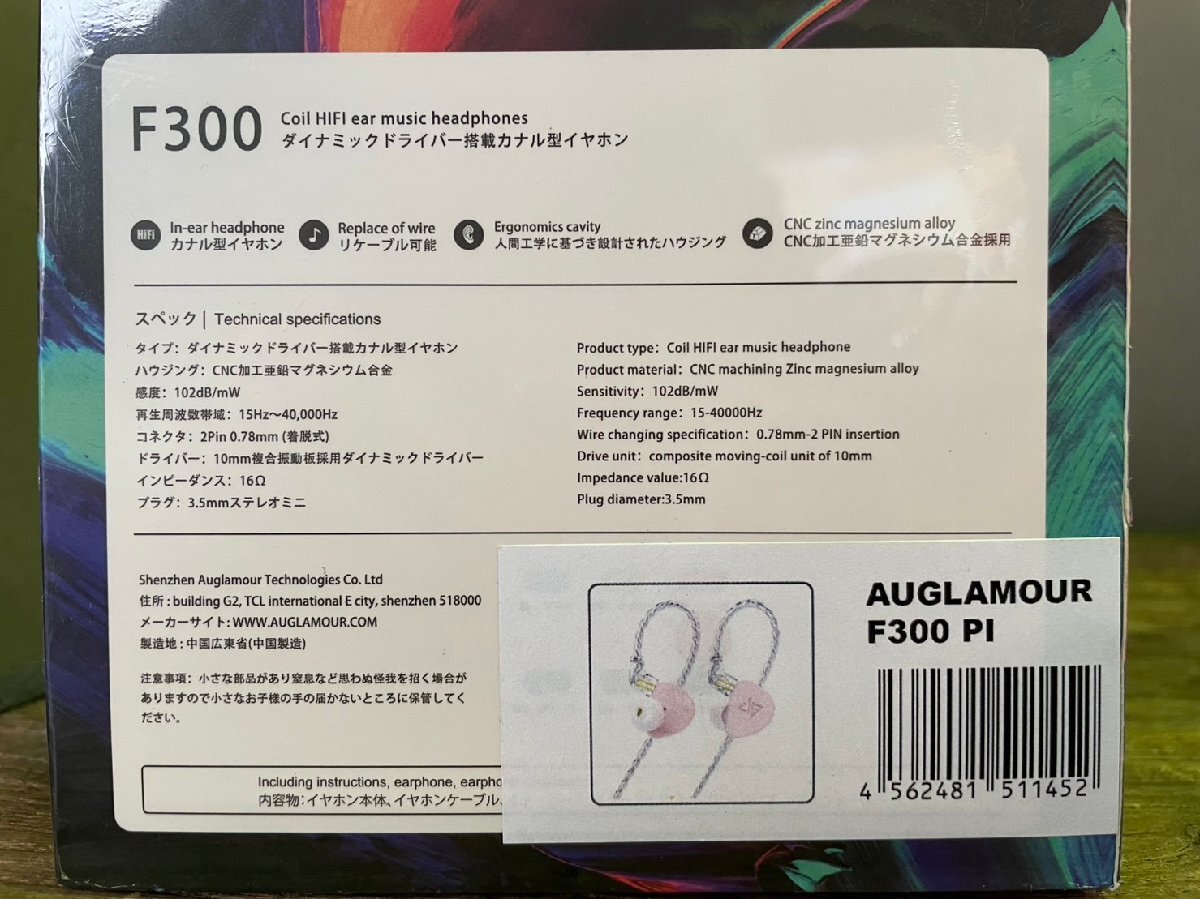 F300
Coil HIFI ear music headphones
ダイナミックドライバー搭載カナル型イヤホン
HiFi
In-ear headphone
カナル型イヤホン
Replace of wire
リケーブル可能
Ergonomics cavity
人間工学に基づき設計されたハウジング
CNC zinc magnesium alloy
CNC加工亜鉛マグネシウム合金採用
スペック| Technical specifications
タイプ: ダイナミックドライバー搭載カナル型イヤホン
ハウジング: CNC加工亜鉛マグネシウム合金
感度: 102dB/mW
再生周波数帯域: 15Hz〜40,000Hz
コネクタ: 2Pin 0.78mm (着脱式)
ドライバー: 10mm複合振動板採用ダイナミックドライバー
インピーダンス: 16Ω
プラグ: 3.5mmステレオミニ
Product type: Coil HIFI ear music headphone
Product material: CNC machining Zinc magnesium alloy
Sensitivity: 102dB/mW
Frequency range: 15-40000Hz
Wire changing specification: 0.78mm-2 PIN insertion
Drive unit: composite moving-coil unit of 10mm
Impedance value:16Ω
Plug diameter:3.5mm
Shenzhen Auglamour Technologies Co. Ltd
住所 : building G2, TCL international E city, shenzhen 518000
メーカーサイト: WWW.AUGLAMOUR.COM
製造地 : 中国広東省(中国製造)
注意事項: 小さな部品があり窒息など思わぬ怪我を招く場合が
ありますので小さなお子様の手の届かないところに保管してく
ださい。
Including instructions, earphone,
内容物:イヤホン本体、イヤホンケーブル、
AUGLAMOUR
F300 PI
4 562481 511452